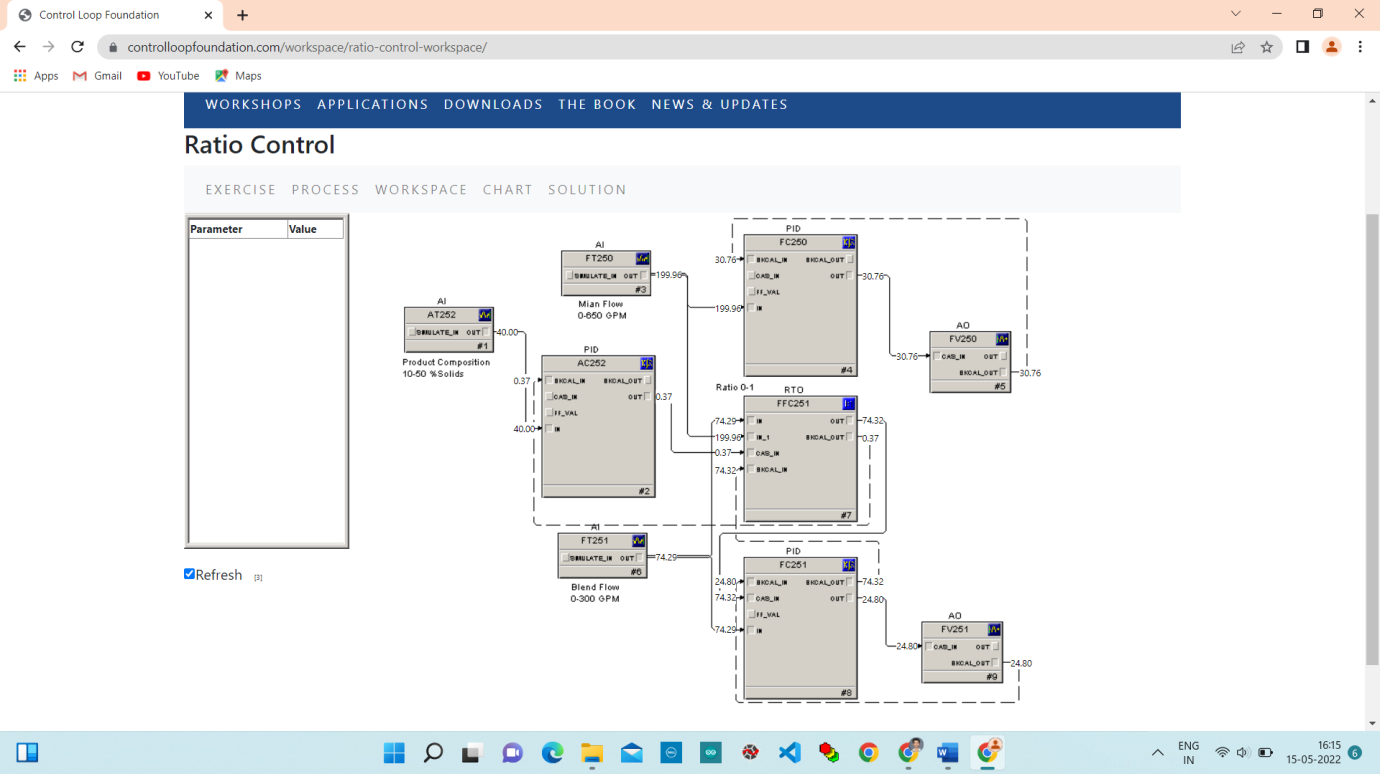 Control Loop Foundation
controlloopfoundation.com/workspace/ratio-control-workspace/
Apps Gmail YouTube Maps
WORKSHOPS APPLICATIONS DOWNLOADS THE BOOK NEWS & UPDATES
Ratio Control
EXERCISE PROCESS WORKSPACE CHART SOLUTION
Parameter Value
Refresh [3]
AI
AT252
SIMULATE_IN OUT 40.00
#1
Product Composition
10-50 %Solids
AI
FT250
SIMULATE_IN OUT 199.96
#3
Mian Flow
0-650 GPM
PID
AC252
0.37 BKCAL_IN BKCAL_OUT
CAS_IN OUT 0.37
FF_VAL
40.00 IN
#2
PID
FC250
30.76 BKCAL_IN BKCAL_OUT
CAS_IN OUT 30.76
FF_VAL
199.96 IN
#4
AO
FV250
30.76 CAS_IN OUT
BKCAL_OUT 30.76
#5
Ratio 0-1
RTO
FFC251
74.29 IN OUT 74.32
199.96 IN_1 BKCAL_OUT 0.37
0.37 CAS_IN
74.32 BKCAL_IN
#7
AI
FT251
SIMULATE_IN OUT 74.29
#6
Blend Flow
0-300 GPM
PID
FC251
24.80 BKCAL_IN BKCAL_OUT 74.32
74.32 CAS_IN OUT 24.80
FF_VAL
74.29 IN
#8
AO
FV251
24.80 CAS_IN OUT
BKCAL_OUT 24.80
#9
ENG
IN
16:15
15-05-2022
6